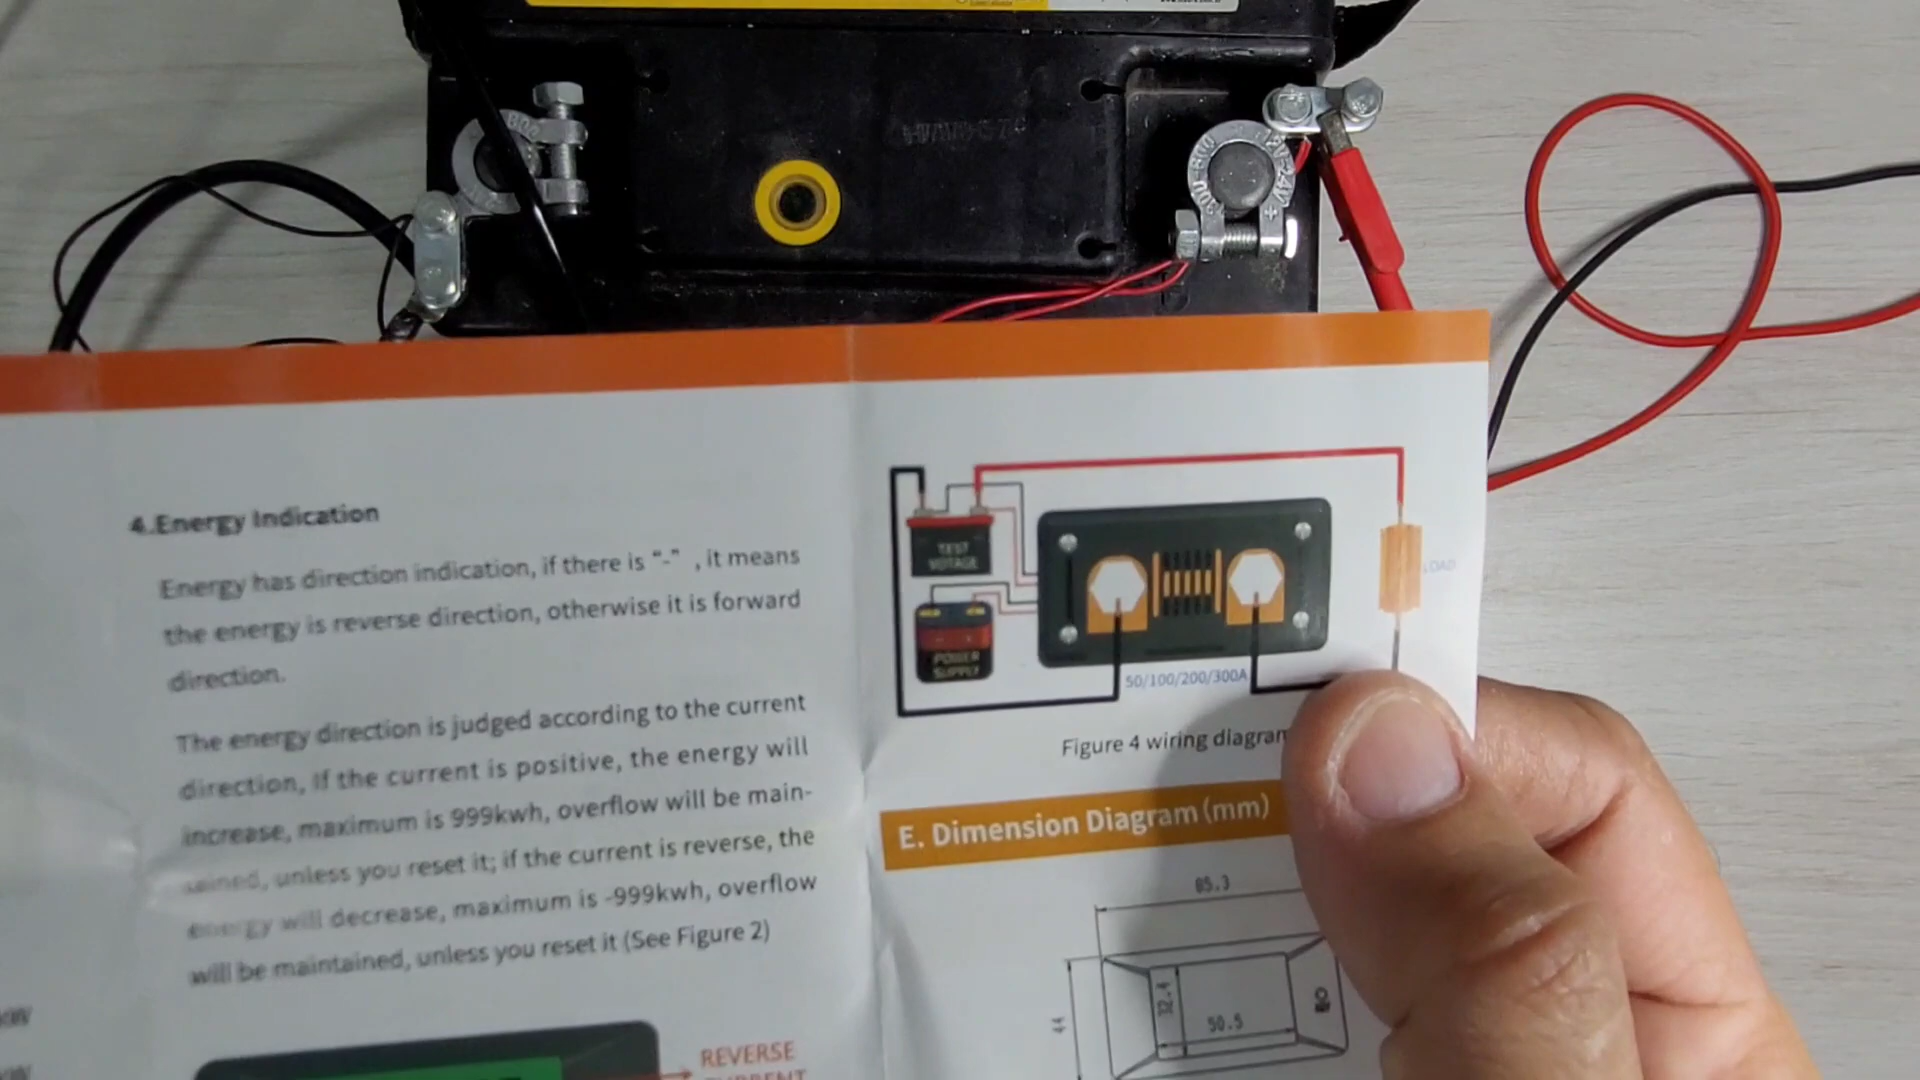 4.Energy Indication
Energy has direction indication, if there is “-” , it means
the energy is reverse direction, otherwise it is forward
direction.
The energy direction is judged according to the current
direction, If the current is positive, the energy will
increase, maximum is 999kwh, overflow will be main-
tained, unless you reset it; if the current is reverse, the
energy will decrease, maximum is -999kwh, overflow
will be maintained, unless you reset it (See Figure 2)
REVERSE
CURRENT
TEST
VOTAGE
POWER
SUPPLY
LOAD
50/100/200/300A
Figure 4 wiring diagram
E. Dimension Diagram (mm)
85.3
44
32.4
50.5